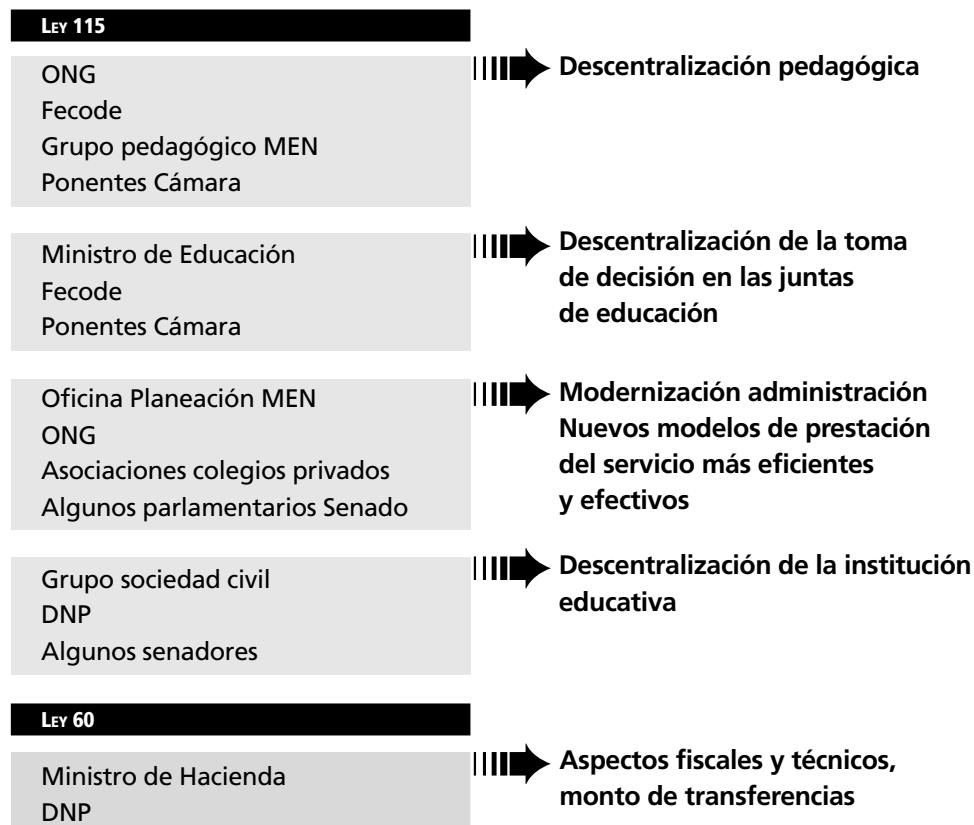 LEY 115
ONG
Fecode
Grupo pedagógico MEN
Ponentes Cámara
Descentralización pedagógica
Ministro de Educación
Fecode
Ponentes Cámara
Descentralización de la toma
de decisión en las juntas
de educación
Oficina Planeación MEN
ONG
Asociaciones colegios privados
Algunos parlamentarios Senado
Modernización administración
Nuevos modelos de prestación
del servicio más eficientes
y efectivos
Grupo sociedad civil
DNP
Algunos senadores
Descentralización de la institución
educativa
LEY 60
Ministro de Hacienda
DNP
Aspectos fiscales y técnicos,
monto de transferencias